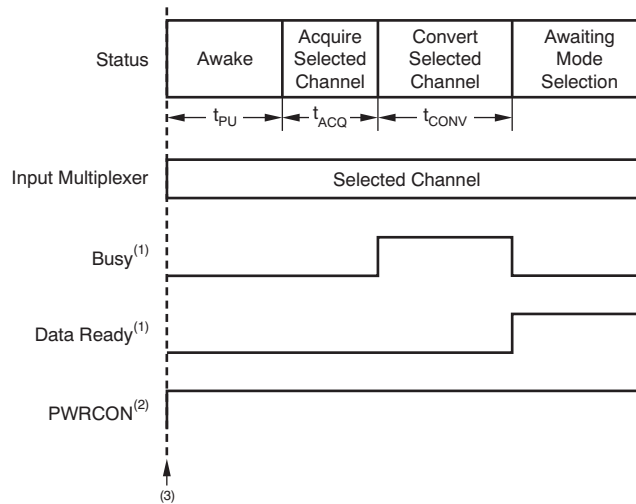 Status
Awake
Acquire
Selected
Channel
Convert
Selected
Channel
Awaiting
Mode
Selection
tPU
tACQ
tCONV
Input Multiplexer
Selected Channel
Busy(1)
Data Ready(1)
PWRCON(2)
(3)